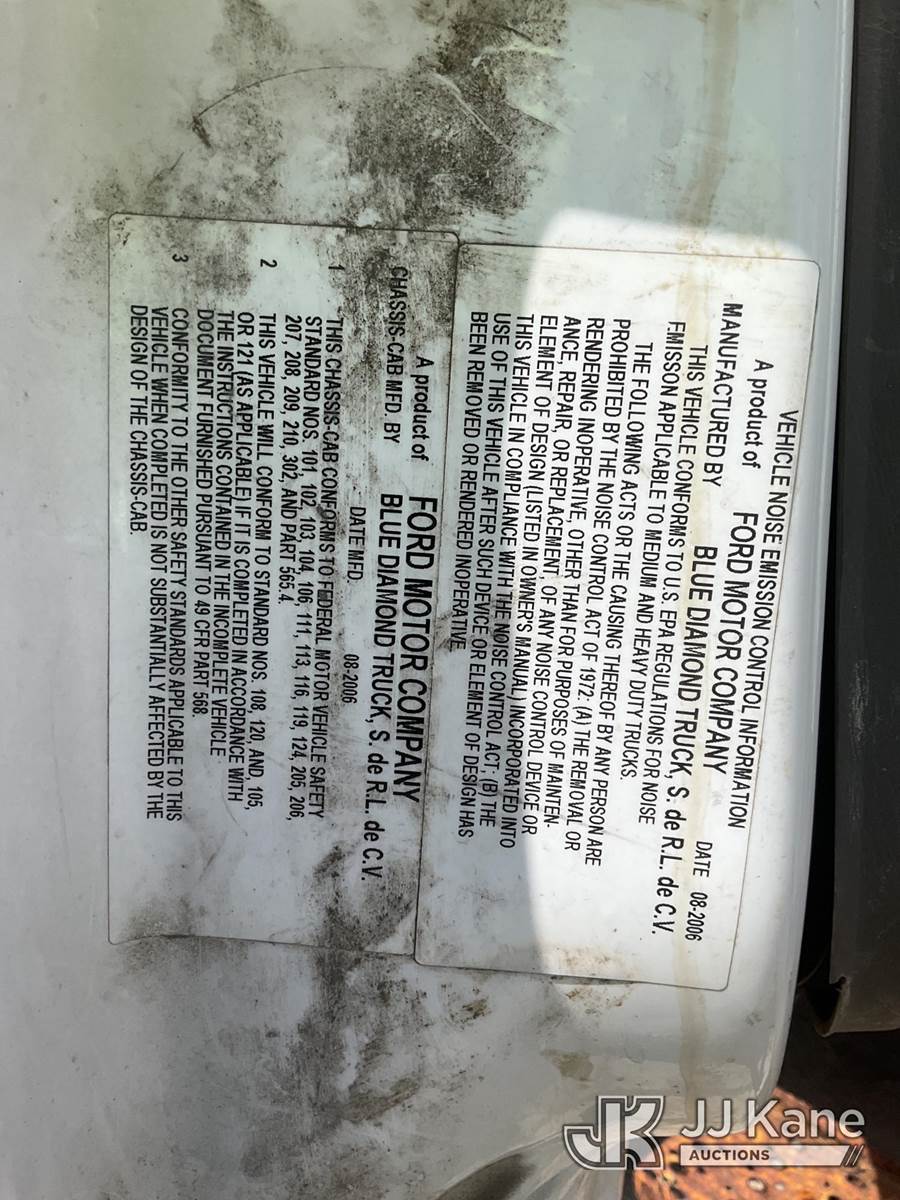 VEHICLE NOISE EMISSION CONTROL INFORMATION
A product of FORD MOTOR COMPANY DATE 08-2006
MANUFACTURED BY BLUE DIAMOND TRUCK, S. de R.L. de C.V.
THIS VEHICLE CONFORMS TO U.S. EPA REGULATIONS FOR NOISE
EMISSON APPLICABLE TO MEDIUM AND HEAVY DUTY TRUCKS.
THE FOLLOWING ACTS OR THE CAUSING THEREOF BY ANY PERSON ARE
PROHIBITED BY THE NOISE CONTROL ACT OF 1972: (A) THE REMOVAL OR
RENDERING INOPERATIVE, OTHER THAN FOR PURPOSES OF MAINTEN-
ANCE, REPAIR, OR REPLACEMENT, OF ANY NOISE CONTROL DEVICE OR
ELEMENT OF DESIGN (LISTED IN OWNER'S MANUAL) INCORPORATED INTO
THIS VEHICLE IN COMPLIANCE WITH THE NOISE CONTROL ACT; (B) THE
USE OF THIS VEHICLE AFTER SUCH DEVICE OR ELEMENT OF DESIGN HAS
BEEN REMOVED OR RENDERED NOPERATIVE.
A product of FORD MOTOR COMPANY
CHASSIS-CAB MFD. BY BLUE DIAMOND TRUCK, S. de R.L. de C.V.
DATE MFD. 08-2006
1 THIS CHASSIS-CAB CONFORMS TO FEDERAL MOTOR VEHICLE SAFETY
STANDARD NOS. 101, 102, 103, 104, 106, 111, 113, 116, 119, 124, 205, 206,
207, 208, 209, 210, 302, AND PART 565.4.
2 THIS VEHICLE WILL CONFORM TO STANDARD NOS. 108, 120, AND, 105,
OR 121 (AS APPLICABLE) IF IT IS COMPLETED IN ACCORDANCE WITH
THE INSTRUCTIONS CONTAINED IN THE INCOMPLETE VEHICLE
DOCUMENT FURNISHED PURSUANT TO 49 CFR PART 568.
3 CONFORMITY TO THE OTHER SAFETY STANDARDS APPLICABLE TO THIS
VEHICLE WHEN COMPLETED IS NOT SUBSTANTIALLY AFFECTED BY THE
DESIGN OF THE CHASSIS-CAB.
JK JJ Kane
AUCTIONS